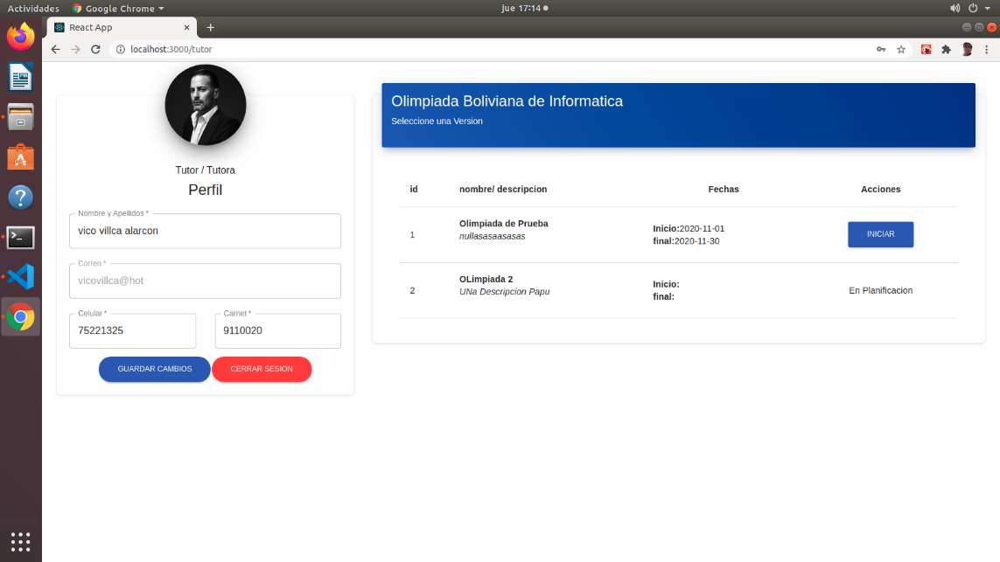 Actividades
Google Chrome
jue 17:14
React App
localhost:3000/tutor
Tutor / Tutora
Perfil
Nombre y Apellidos *
vico villca alarcon
Correo *
vicovillca@hot
Celular *
75221325
Carnet *
9110020
GUARDAR CAMBIOS
CERRAR SESION
Olimpiada Boliviana de Informatica
Seleccione una Version
id nombre/ descripcion Fechas Acciones
1
Olimpiada de Prueba
nullasasaasasas
Inicio:2020-11-01
final:2020-11-30
INICIAR
2
OLimpiada 2
UNa Descripcion Papu
Inicio:
final:
En Planificacion